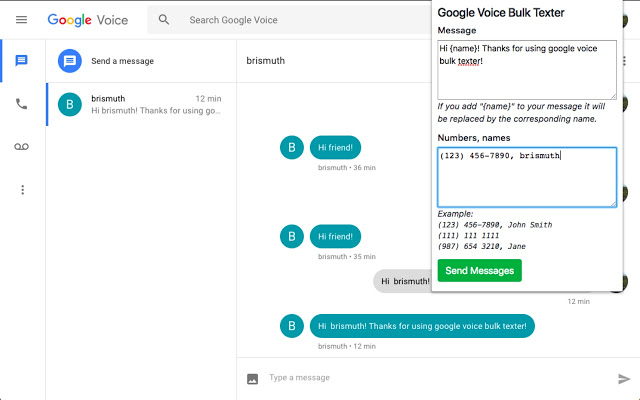 Google Voice
Search Google Voice
Send a message
B
brismuth
12 min
Hi brismuth! Thanks for using go...
brismuth
B
Hi friend!
brismuth • 36 min
B
Hi friend!
brismuth • 35 min
Hi  brismuth!
12 min
B
Hi  brismuth! Thanks for using google voice bulk texter!
brismuth • 12 min
Type a message
Google Voice Bulk Texter
Message
Hi {name}! Thanks for using google voice
bulk texter!
If you add "{name}" to your message it will
be replaced by the corresponding name.
Numbers, names
(123) 456-7890, brismuth
Example:
(123) 456-7890, John Smith
(111) 111 1111
(987) 654 3210, Jane
Send Messages